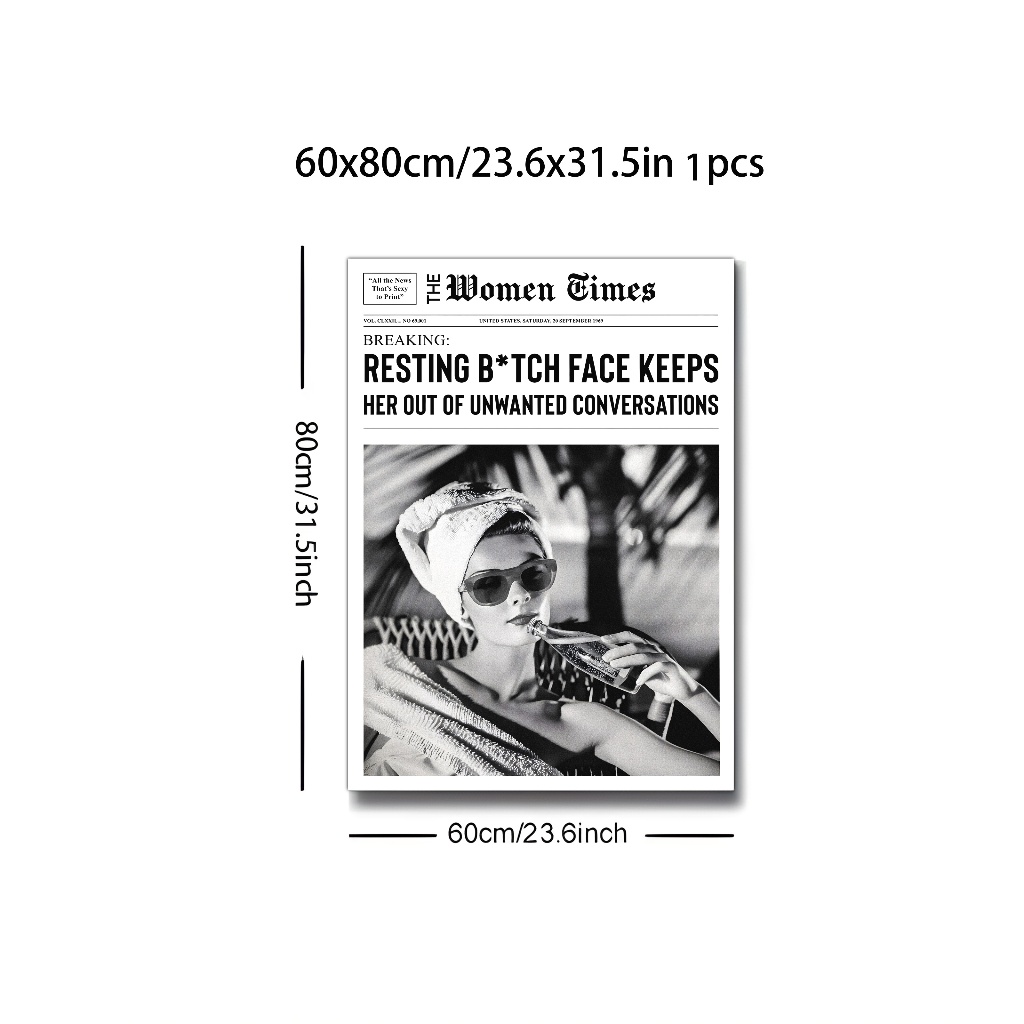 60x80cm/23.6x31.5in 1pcs
"All the News
That's Sexy
to Print"
THE Women Times
VOL. CLXXII... NO 69,001
UNITED STATES, SATURDAY, 20 SEPTEMBER 1969
BREAKING:
RESTING B*TCH FACE KEEPS
HER OUT OF UNWANTED CONVERSATIONS
80cm/31.5inch
60cm/23.6inch